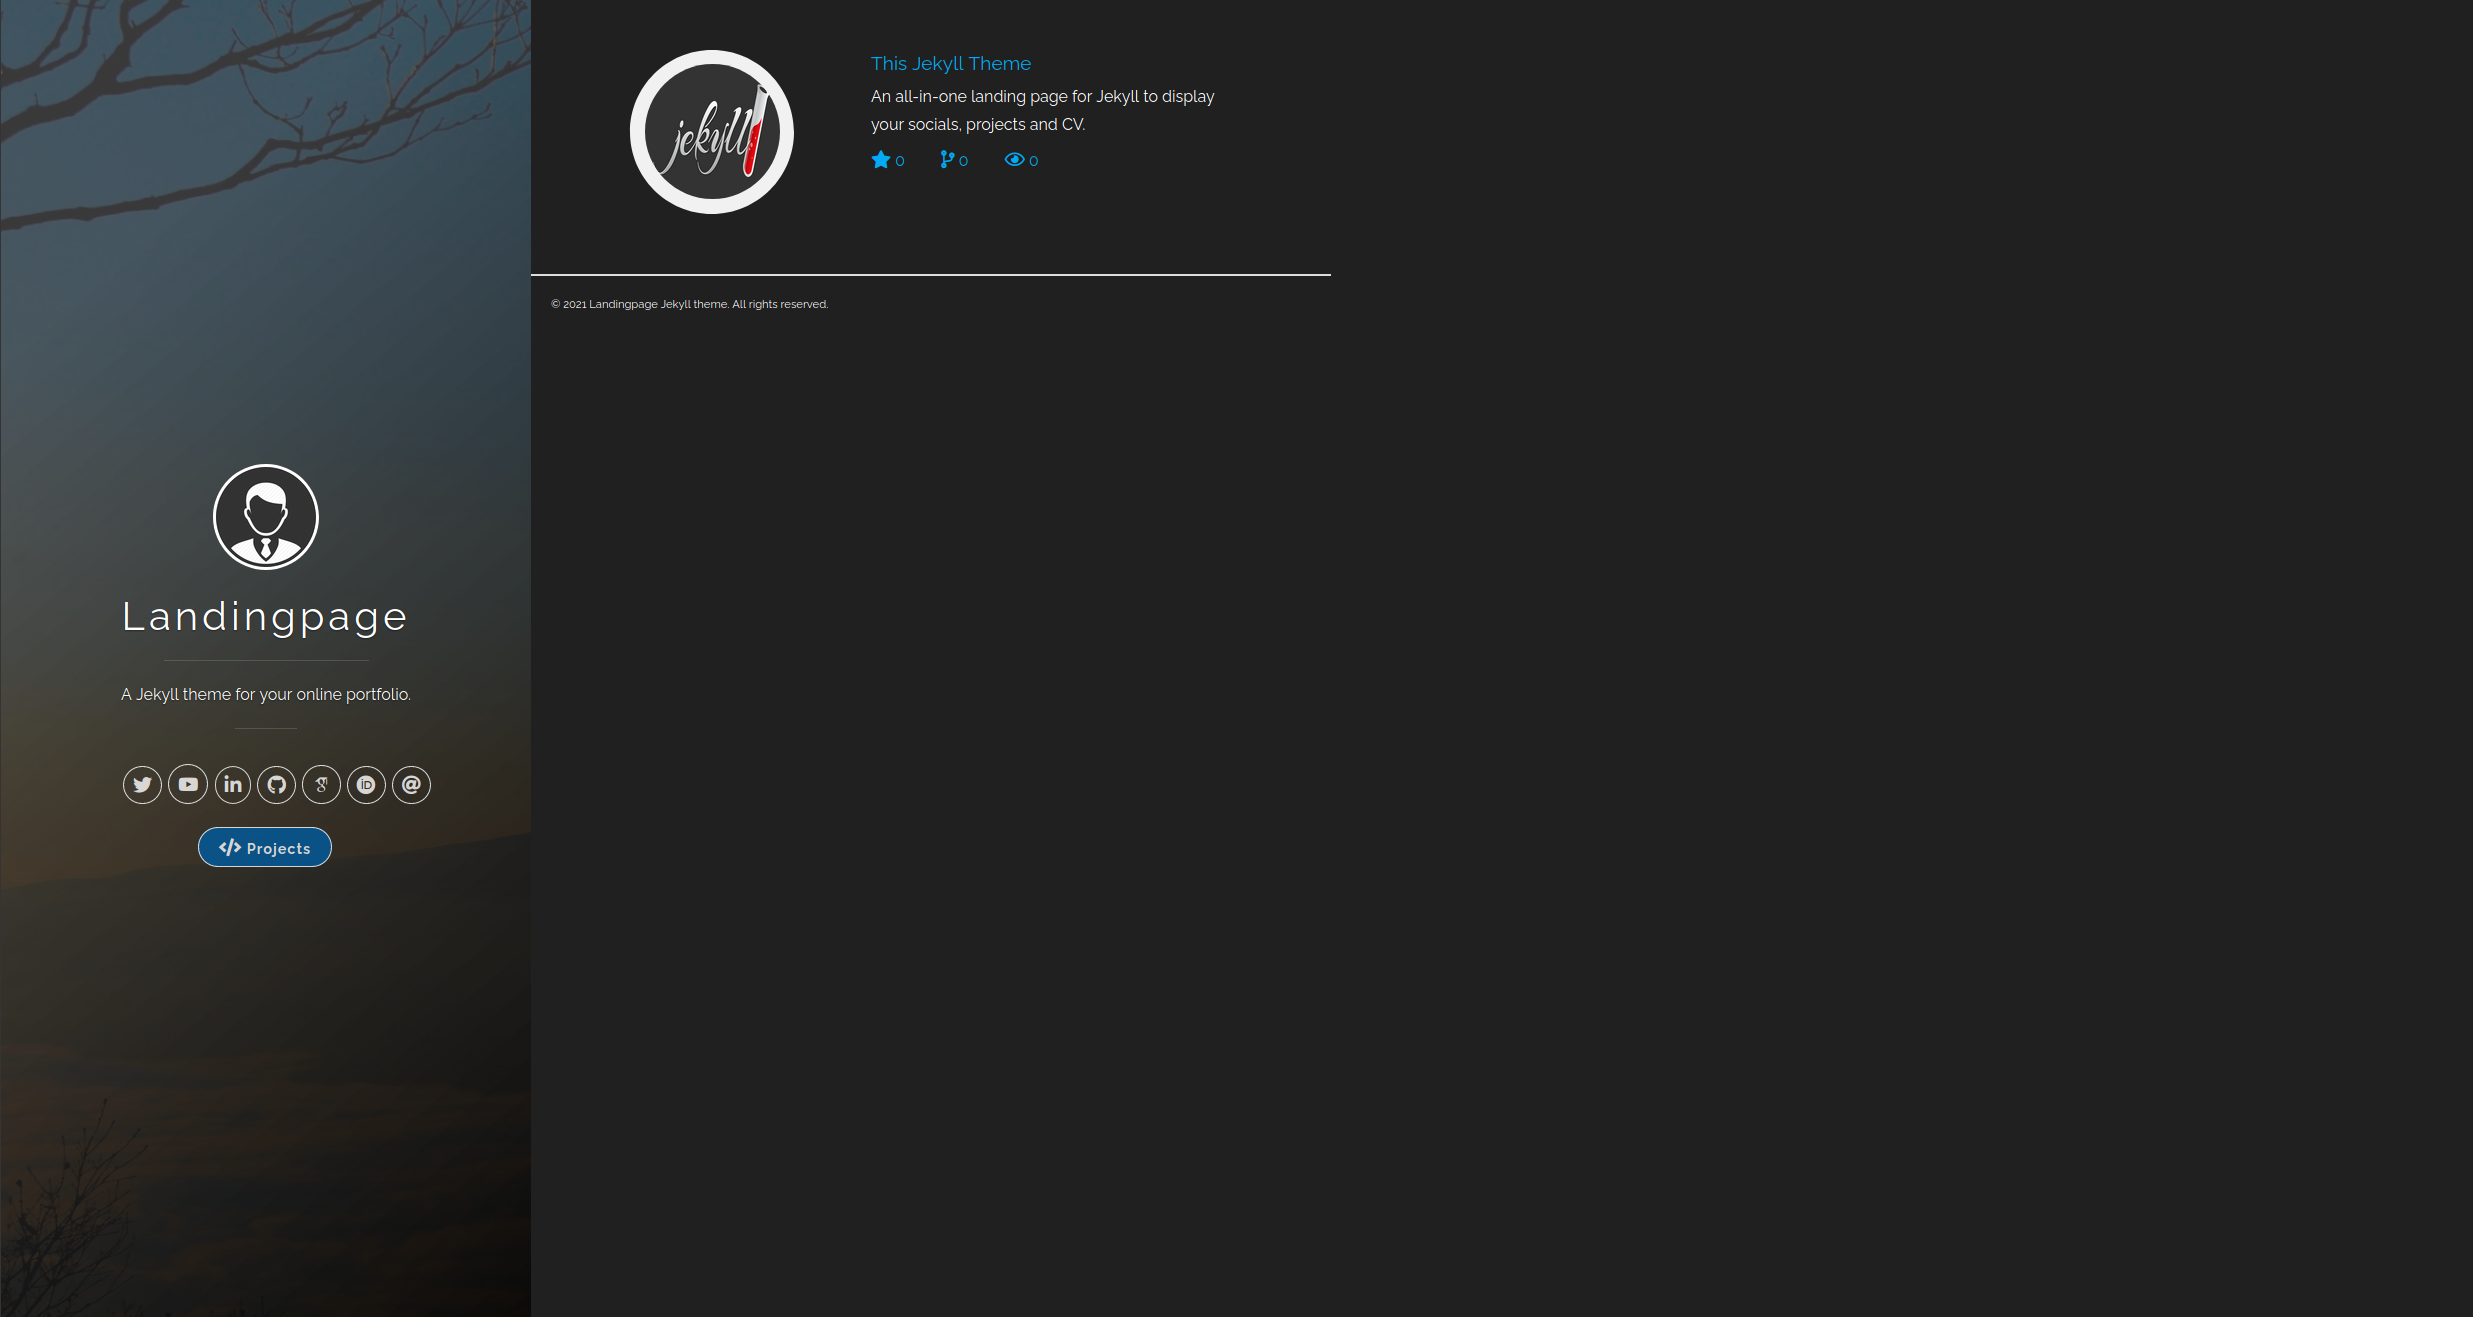 Landingpage
A Jekyll theme for your online portfolio.
iD
@
</> Projects
jekyll
This Jekyll Theme
An all-in-one landing page for Jekyll to display
your socials, projects and CV.
0 0 0
© 2021 Landingpage Jekyll theme. All rights reserved.